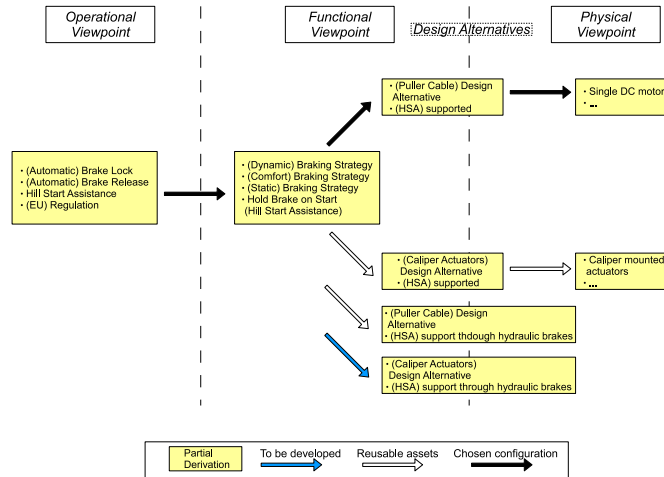 Operational
Viewpoint
Functional
Viewpoint
Design Alternatives
Physical
Viewpoint
• (Puller Cable) Design
Alternative
• (HSA) supported
• Single DC motor
• ...
• (Automatic) Brake Lock
• (Automatic) Brake Release
• Hill Start Assistance
• (EU) Regulation
• (Dynamic) Braking Strategy
• (Comfort) Braking Strategy
• (Static) Braking Strategy
• Hold Brake on Start
(Hill Start Assistance)
• (Caliper Actuators)
Design Alternative
• (HSA) supported
• Caliper mounted
actuators
• ...
• (Puller Cable) Design
Alternative
• (HSA) support thdough hydraulic brakes
• (Caliper Actuators)
Design Alternative
• (HSA) support through hydraulic brakes
Partial
Derivation
To be developed
Reusable assets
Chosen configuration